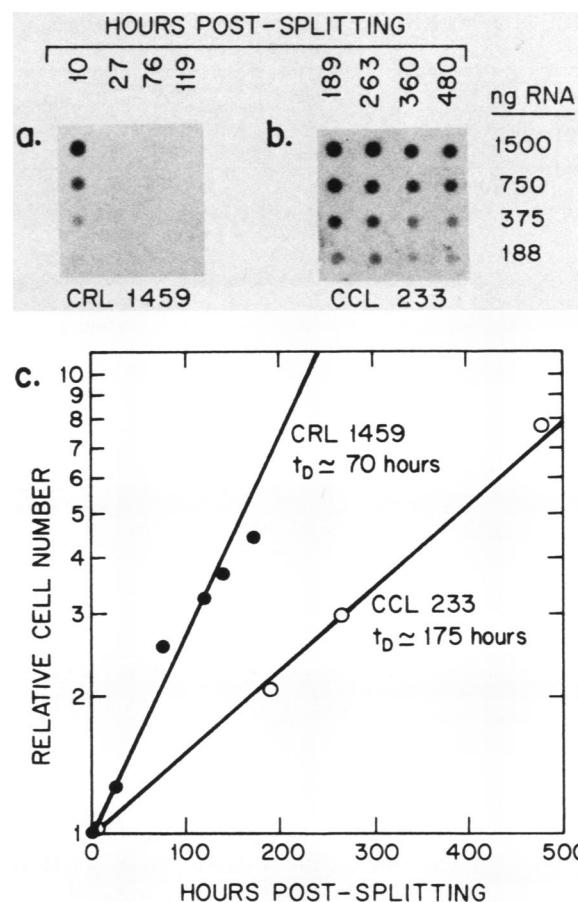 HOURS POST-SPLITTING
10 27 76 119
189 263 360 480
ng RNA
a.
b.
1500
750
375
188
CRL 1459
CCL 233
c.
RELATIVE CELL NUMBER
10
9
8
7
6
5
4
3
2
1
CRL 1459
tD ≃ 70 hours
CCL 233
tD ≃ 175 hours
0 100 200 300 400 500
HOURS POST-SPLITTING